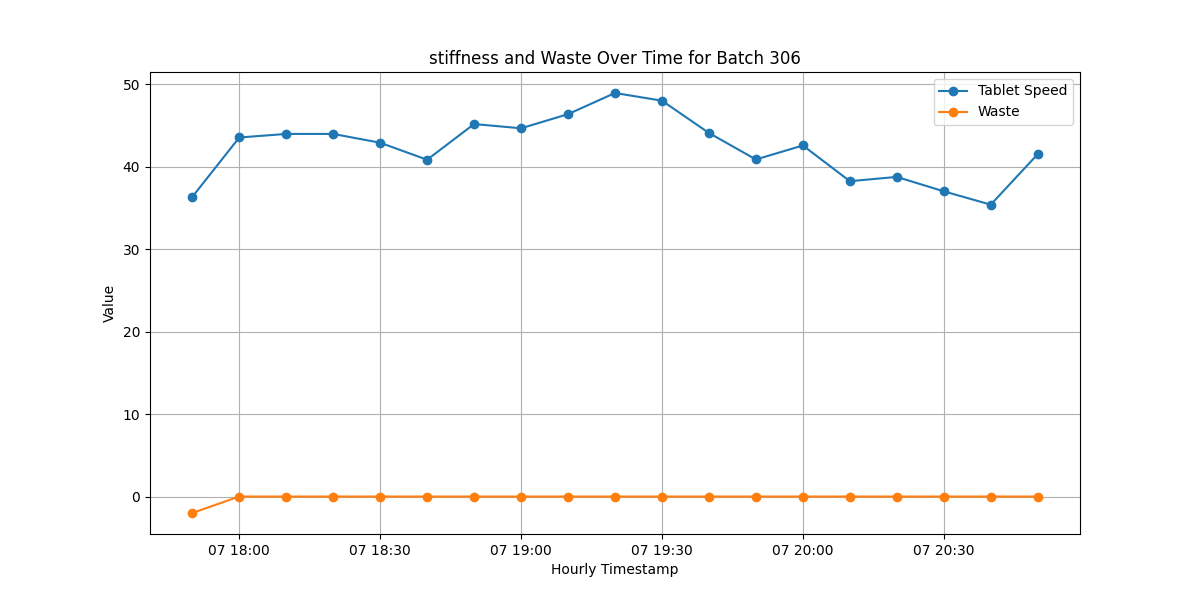 stiffness and Waste Over Time for Batch 306
Tablet Speed
Waste
Value
50
40
30
20
10
0
07 18:00
07 18:30
07 19:00
07 19:30
07 20:00
07 20:30
Hourly Timestamp